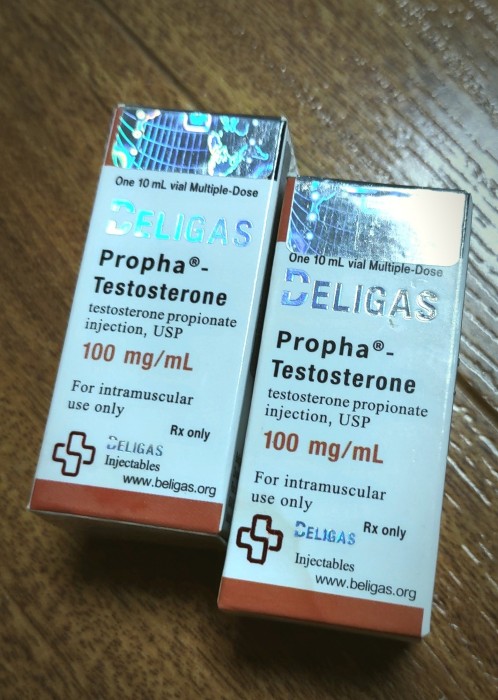 One 10 mL vial Multiple-Dose
BELIGAS
Propha®-
Testosterone
testosterone propionate
injection, USP
100 mg/mL
For intramuscular
use only
Rx only
BELIGAS
Injectables
www.beligas.org
One 10 mL vial Multiple-Dose
BELIGAS
Propha®-
Testosterone
testosterone propionate
injection, USP
100 mg/mL
For intramuscular
use only
Rx only
BELIGAS
Injectables
www.beligas.org